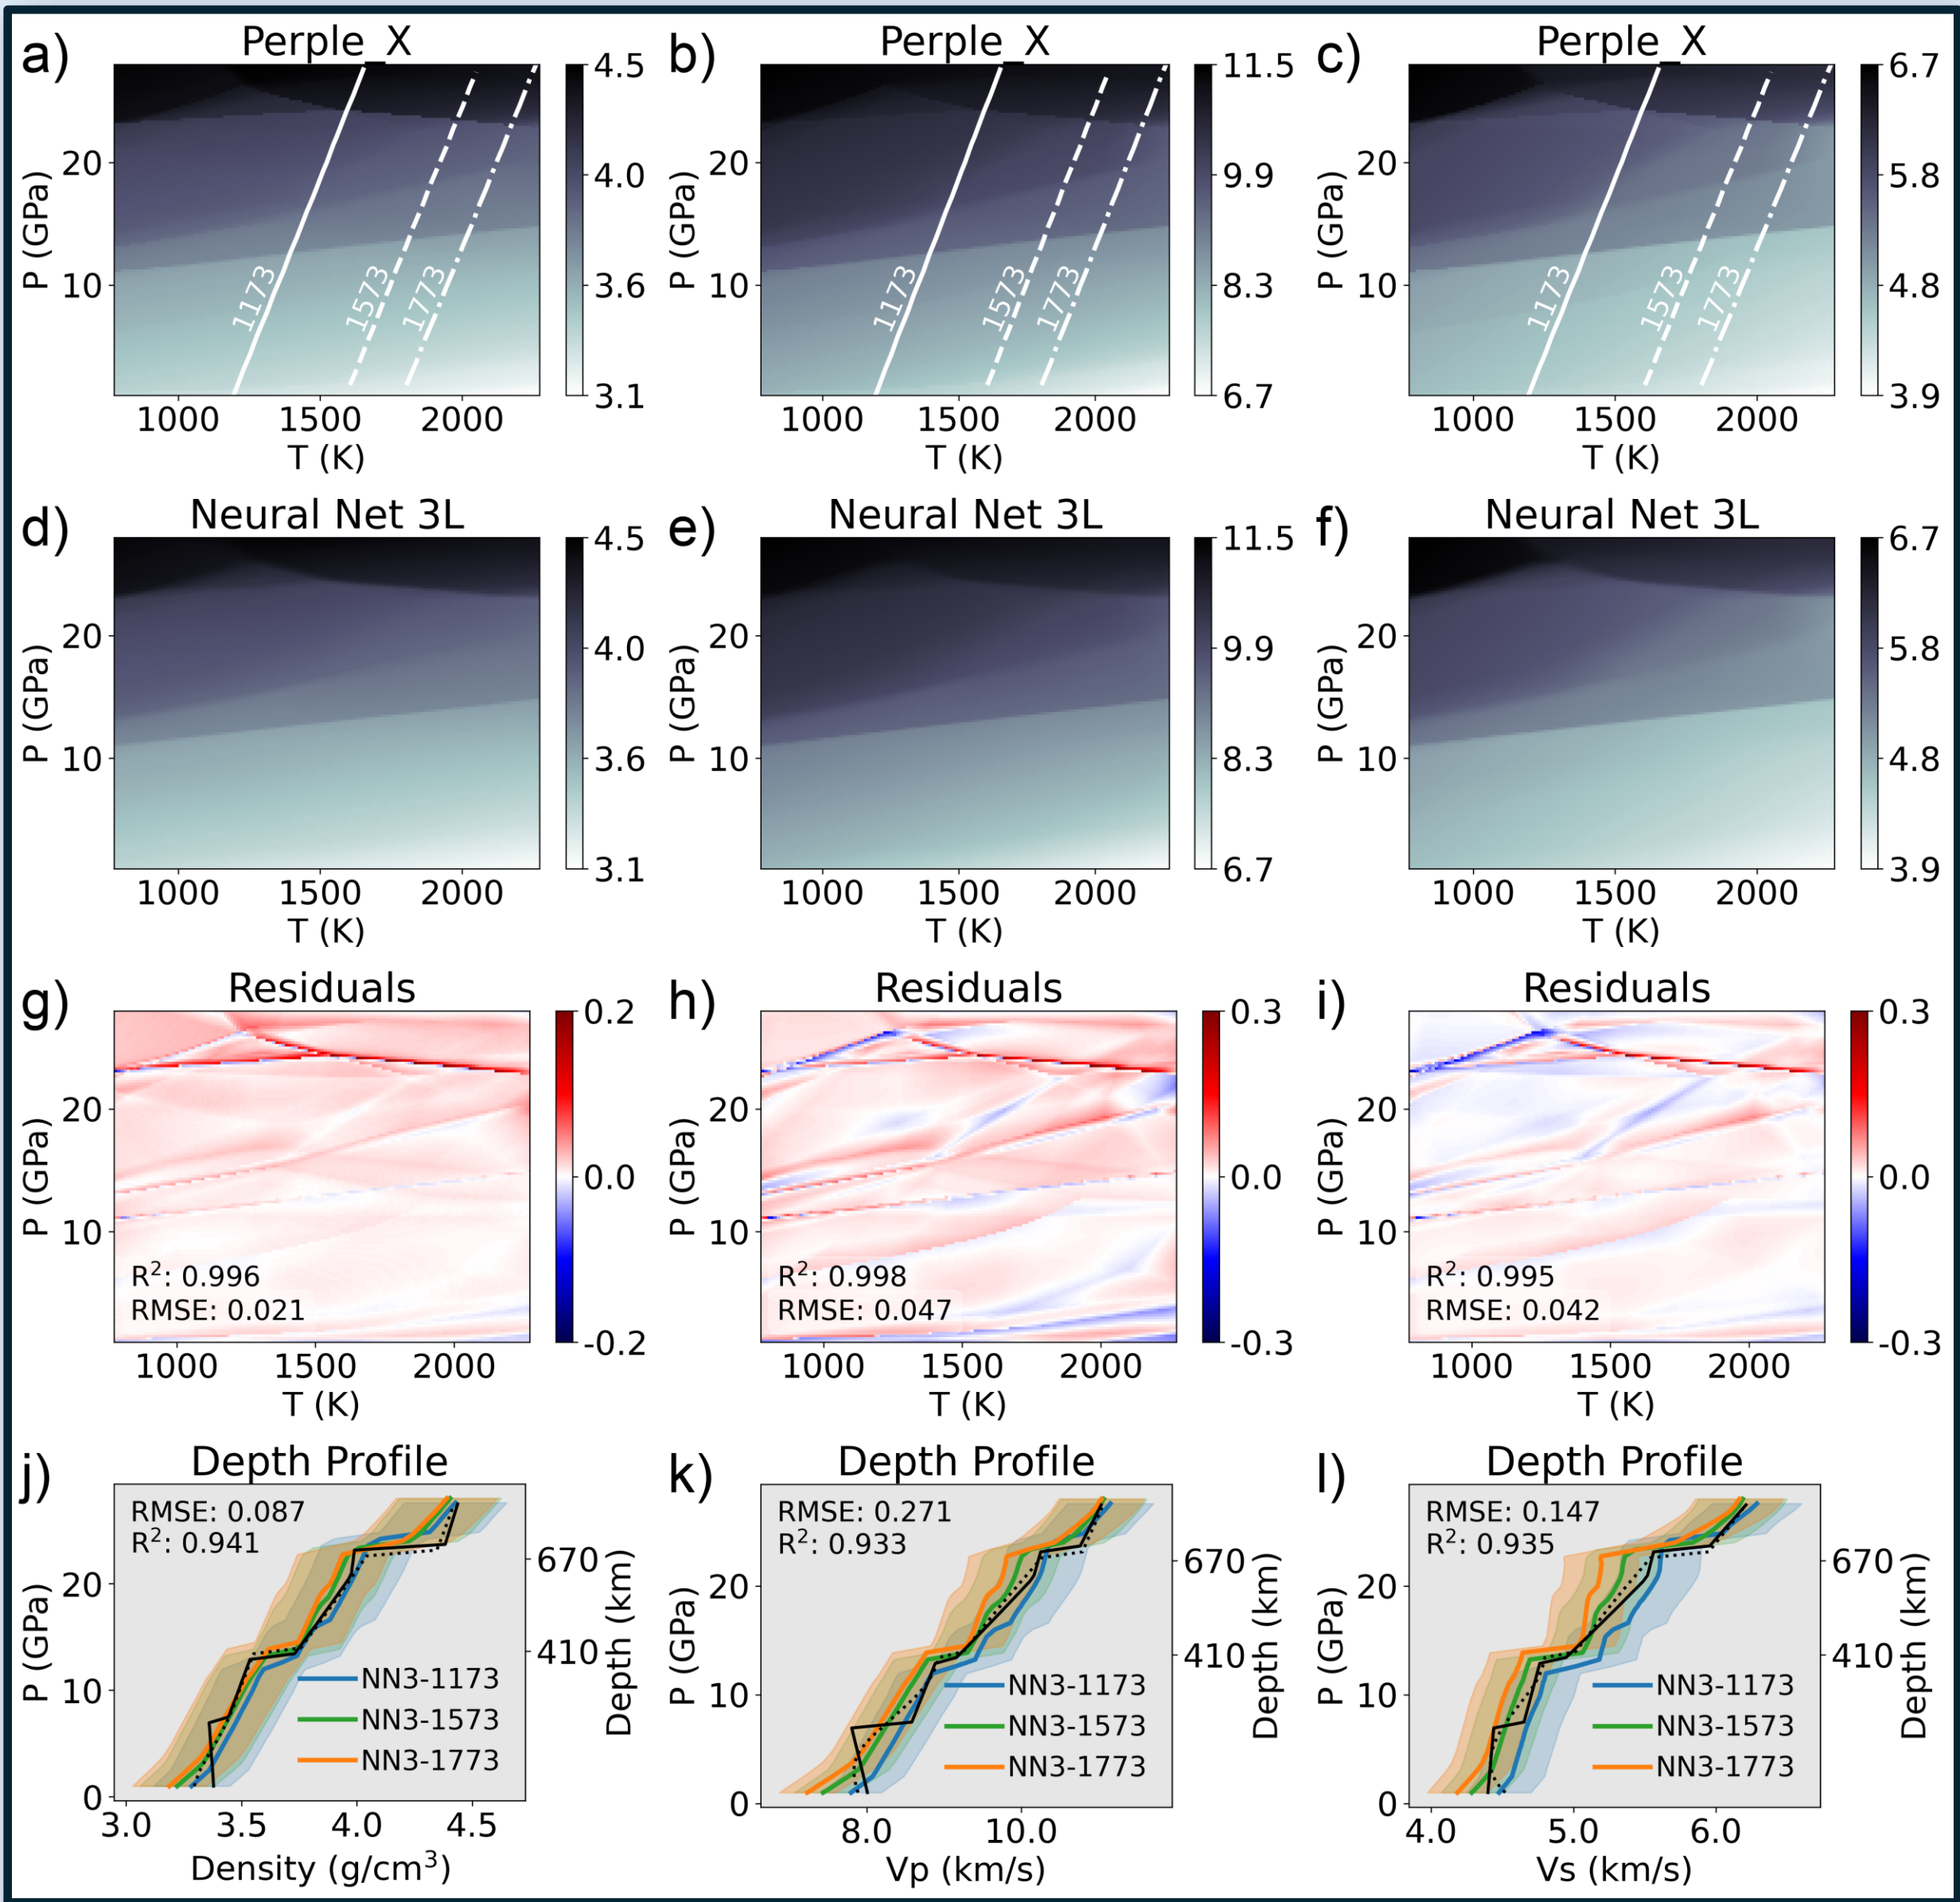 a)
Perple_X
4.5
4.0
3.6
3.1
20
10
P (GPa)
1173
1573
1773
1000 1500 2000
T (K)
b)
Perple_X
11.5
9.9
8.3
6.7
20
10
P (GPa)
1173
1573
1773
1000 1500 2000
T (K)
c)
Perple_X
6.7
5.8
4.8
3.9
20
10
P (GPa)
1173
1573
1773
1000 1500 2000
T (K)
d)
Neural Net 3L
4.5
4.0
3.6
3.1
20
10
P (GPa)
1000 1500 2000
T (K)
e)
Neural Net 3L
11.5
9.9
8.3
6.7
20
10
P (GPa)
1000 1500 2000
T (K)
f)
Neural Net 3L
6.7
5.8
4.8
3.9
20
10
P (GPa)
1000 1500 2000
T (K)
g)
Residuals
0.2
0.0
-0.2
20
10
P (GPa)
R²: 0.996
RMSE: 0.021
1000 1500 2000
T (K)
h)
Residuals
0.3
0.0
-0.3
20
10
P (GPa)
R²: 0.998
RMSE: 0.047
1000 1500 2000
T (K)
i)
Residuals
0.3
0.0
-0.3
20
10
P (GPa)
R²: 0.995
RMSE: 0.042
1000 1500 2000
T (K)
j)
Depth Profile
RMSE: 0.087
R²: 0.941
20
10
0
P (GPa)
670
410
Depth (km)
NN3-1173
NN3-1573
NN3-1773
3.0 3.5 4.0 4.5
Density (g/cm³)
k)
Depth Profile
RMSE: 0.271
R²: 0.933
20
10
0
P (GPa)
670
410
Depth (km)
NN3-1173
NN3-1573
NN3-1773
8.0 10.0
Vp (km/s)
l)
Depth Profile
RMSE: 0.147
R²: 0.935
20
10
0
P (GPa)
670
410
Depth (km)
NN3-1173
NN3-1573
NN3-1773
4.0 5.0 6.0
Vs (km/s)